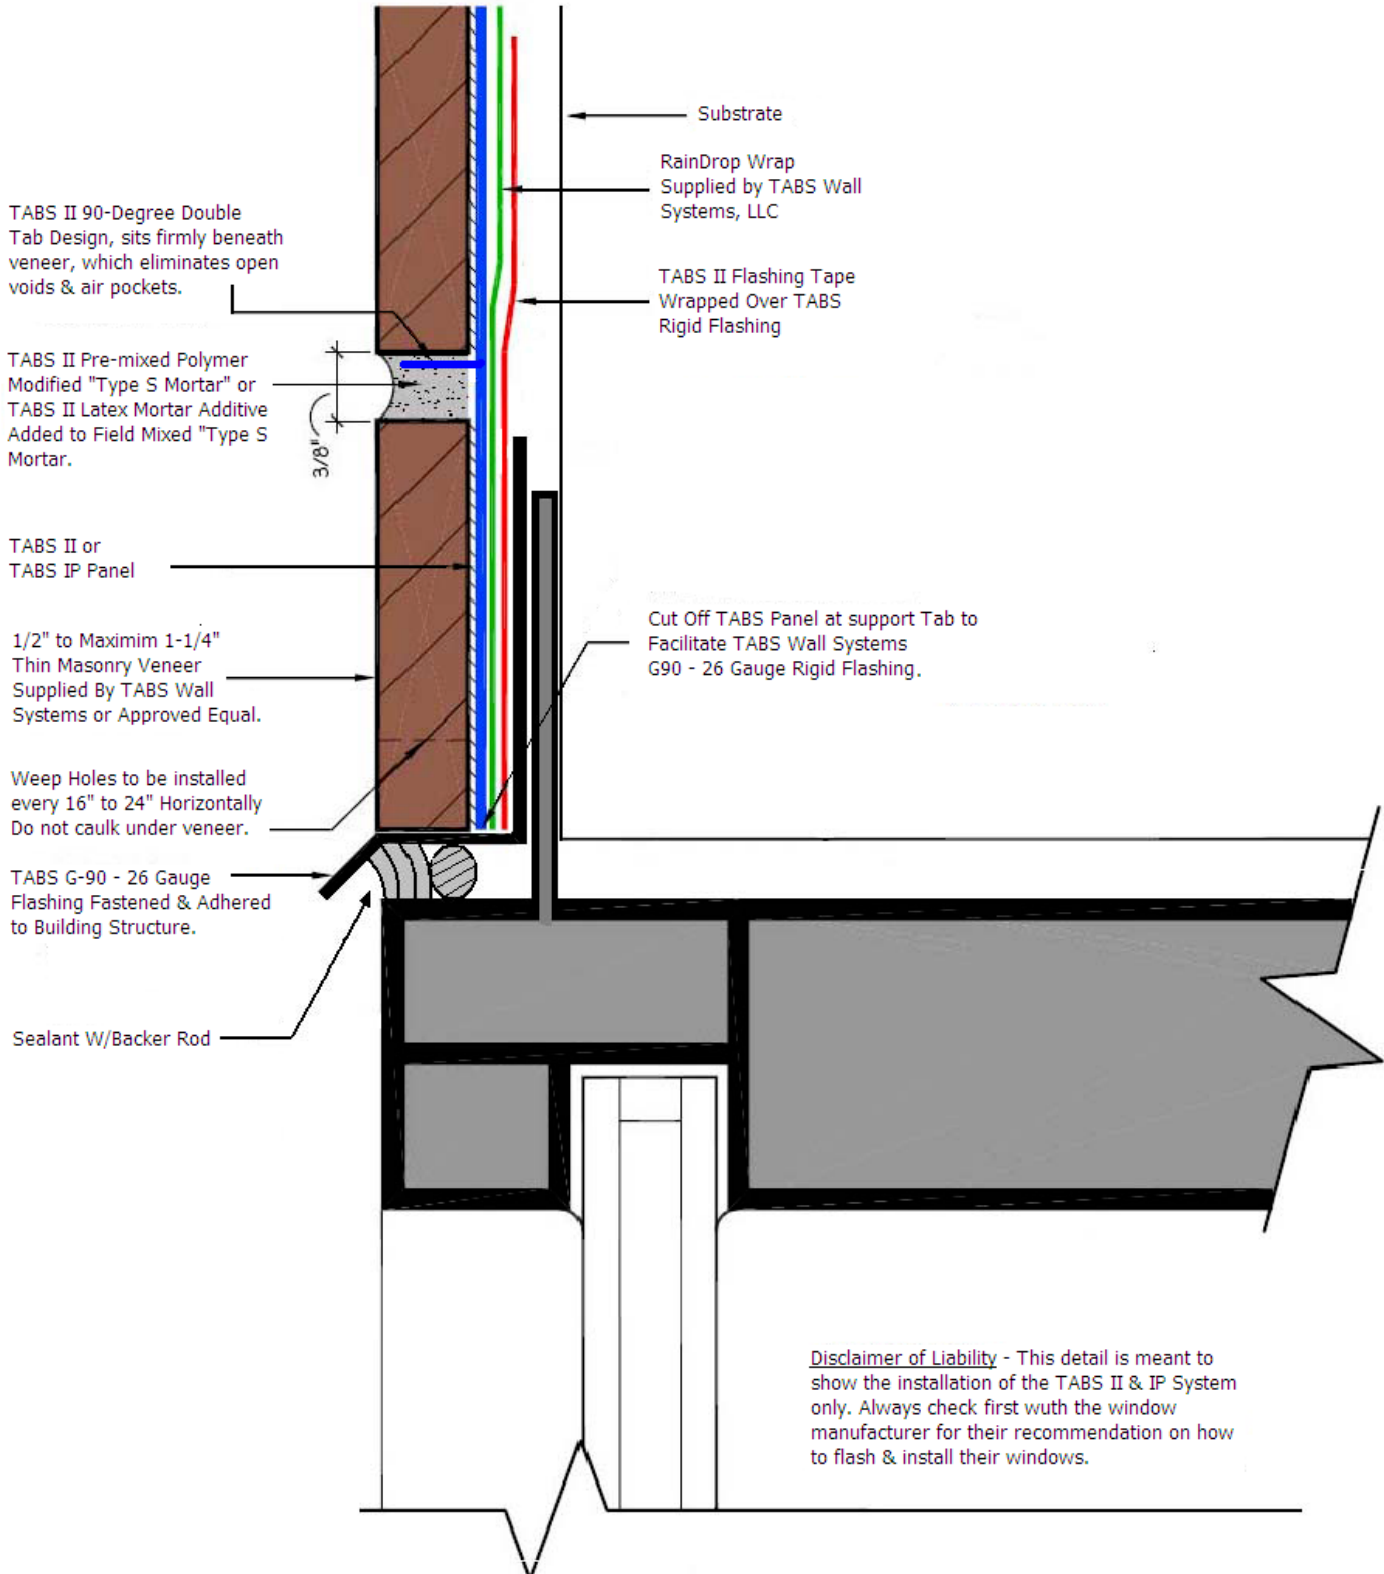 Substrate
RainDrop Wrap
Supplied by TABS Wall
Systems, LLC
TABS II 90-Degree Double
Tab Design, sits firmly beneath
veneer, which eliminates open
voids & air pockets.
TABS II Flashing Tape
Wrapped Over TABS
Rigid Flashing
TABS II Pre-mixed Polymer
Modified "Type S Mortar" or
TABS II Latex Mortar Additive
Added to Field Mixed "Type S
Mortar.
3/8"
TABS II or
TABS IP Panel
Cut Off TABS Panel at support Tab to
Facilitate TABS Wall Systems
G90 - 26 Gauge Rigid Flashing.
1/2" to Maximim 1-1/4"
Thin Masonry Veneer
Supplied By TABS Wall
Systems or Approved Equal.
Weep Holes to be installed
every 16" to 24" Horizontally
Do not caulk under veneer.
TABS G-90 - 26 Gauge
Flashing Fastened & Adhered
to Building Structure.
Sealant W/Backer Rod
Disclaimer of Liability - This detail is meant to
show the installation of the TABS II & IP System
only. Always check first wuth the window
manufacturer for their recommendation on how
to flash & install their windows.